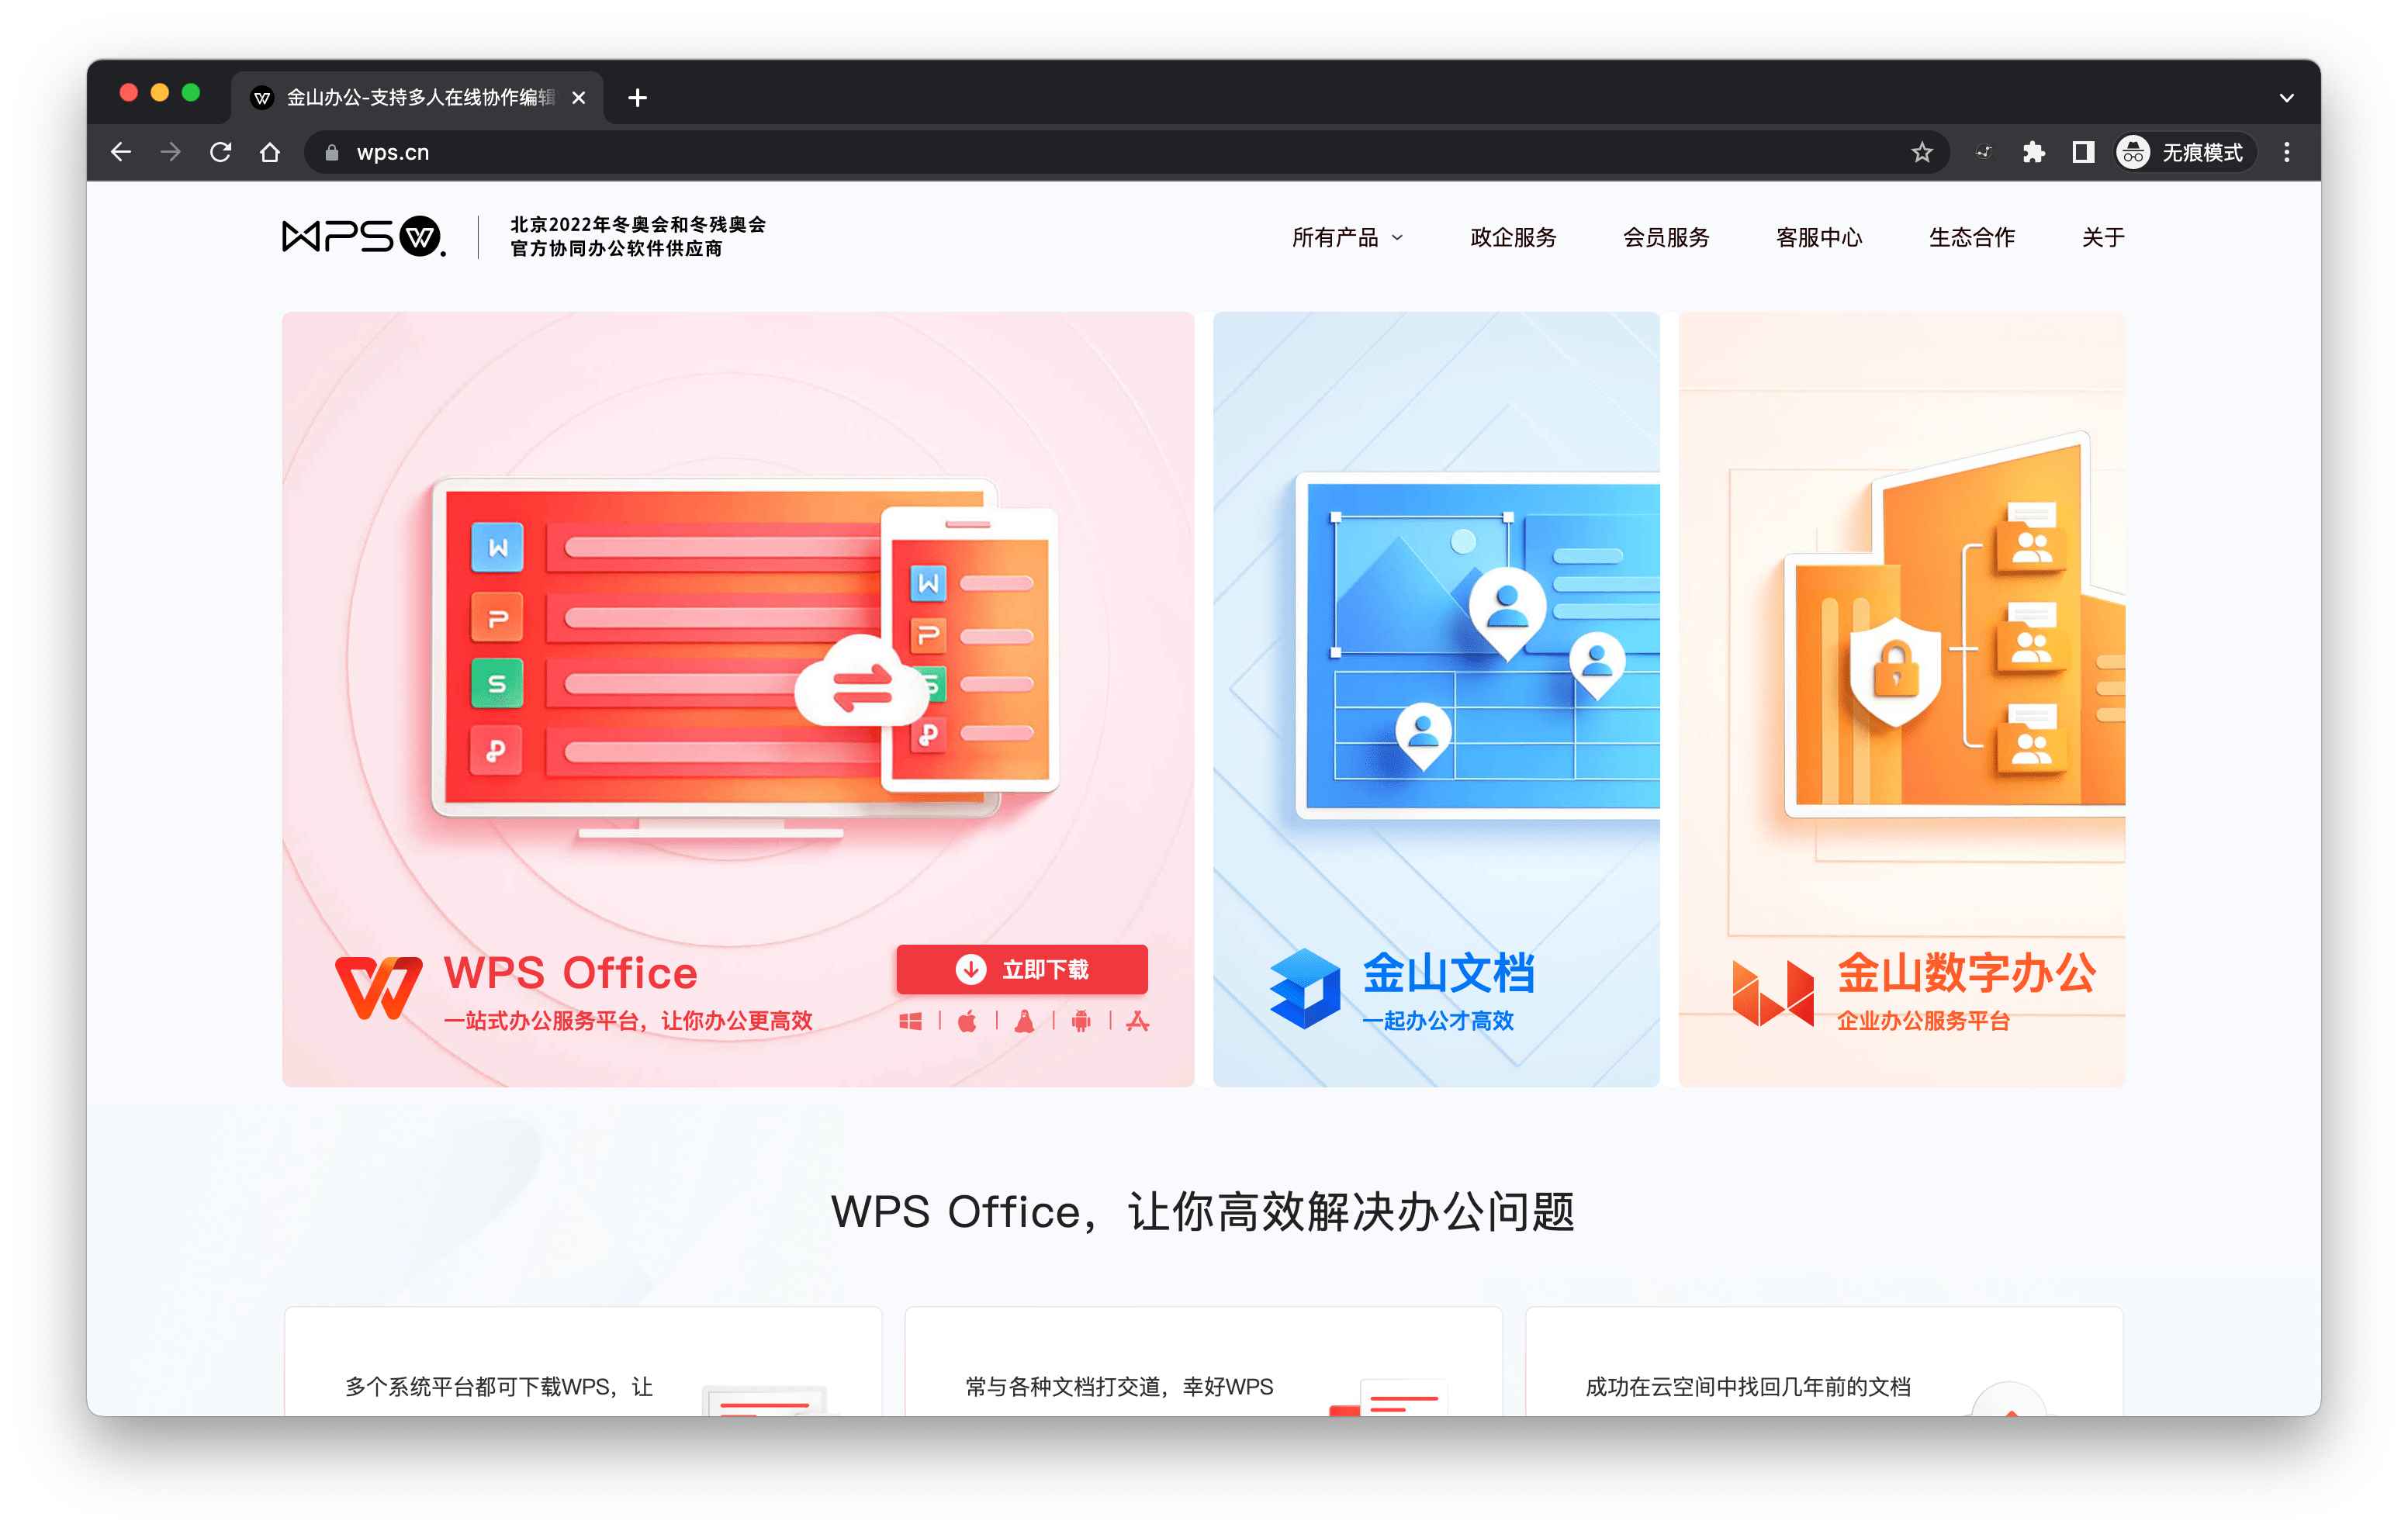 金山办公-支持多人在线协作编辑
wps.cn
无痕模式
WPS
北京2022年冬奥会和冬残奥会
官方协同办公软件供应商
所有产品
政企服务
会员服务
客服中心
生态合作
关于
W
P
S
P
W
P
S
P
WPS Office
一站式办公服务平台，让你办公更高效
立即下载
金山文档
一起办公才高效
金山数字办公
企业办公服务平台
WPS Office，让你高效解决办公问题
多个系统平台都可下载WPS，让
常与各种文档打交道，幸好WPS
成功在云空间中找回几年前的文档